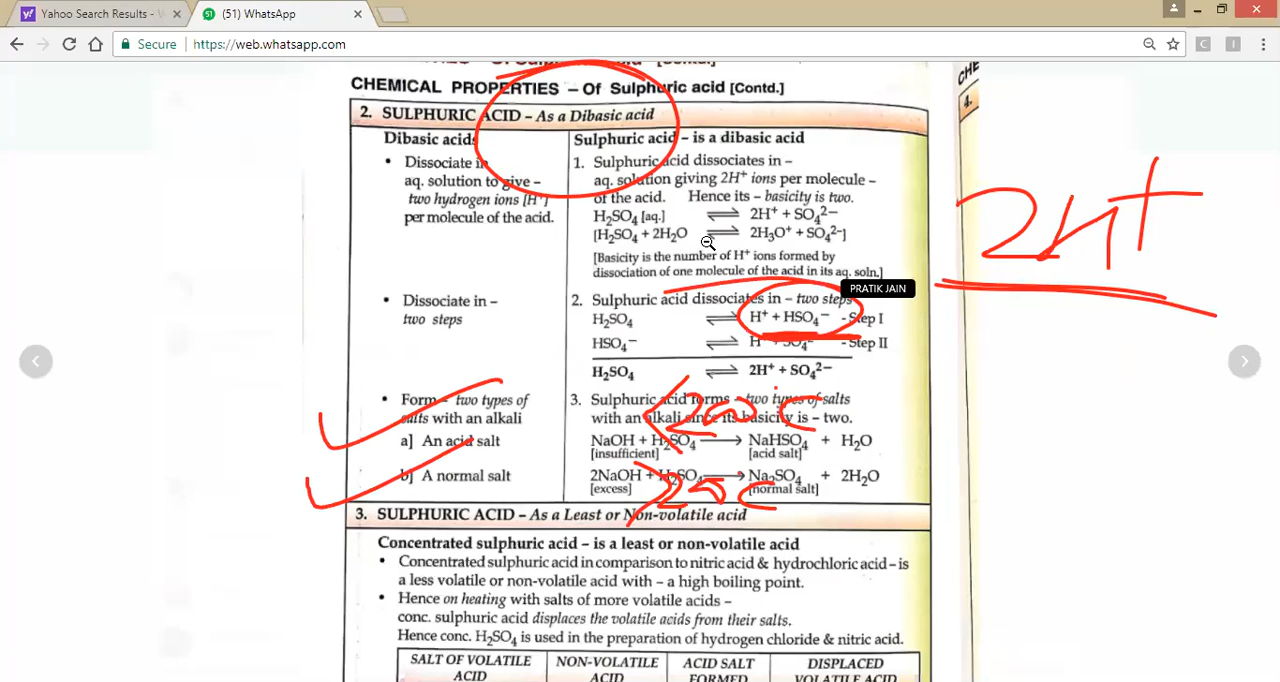 Yahoo Search Results - W
(51) WhatsApp
Secure
https://web.whatsapp.com
CHEMICAL PROPERTIES – Of Sulphuric acid [Contd.]
2. SULPHURIC ACID – As a Dibasic acid
Dibasic acids
• Dissociate in
aq. solution to give –
two hydrogen ions [H⁺]
per molecule of the acid.
Sulphuric acid – is a dibasic acid
1. Sulphuric acid dissociates in –
aq. solution giving 2H⁺ ions per molecule –
of the acid. Hence its – basicity is two.
H₂SO₄ [aq.] ⇌ 2H⁺ + SO₄²⁻
[H₂SO₄ + 2H₂O ⇌ 2H₃O⁺ + SO₄²⁻]
[Basicity is the number of H⁺ ions formed by
dissociation of one molecule of the acid in its aq. soln.]
2H⁺
PRATIK JAIN
• Dissociate in –
two steps
2. Sulphuric acid dissociates in – two steps
H₂SO₄ ⇌ H⁺ + HSO₄⁻ - Step I
HSO₄⁻ ⇌ H⁺ + SO₄²⁻ - Step II
H₂SO₄ ⇌ 2H⁺ + SO₄²⁻
• Form – two types of
salts with an alkali
a] An acid salt
b] A normal salt
3. Sulphuric acid forms – two types of salts
with an alkali since its basicity is – two.
NaOH + H₂SO₄ ⟶ NaHSO₄ + H₂O
[insufficient] [acid salt]
2NaOH + H₂SO₄ ⟶ Na₂SO₄ + 2H₂O
[excess] [normal salt]
3. SULPHURIC ACID – As a Least or Non-volatile acid
Concentrated sulphuric acid – is a least or non-volatile acid
• Concentrated sulphuric acid in comparison to nitric acid & hydrochloric acid – is
a less volatile or non-volatile acid with – a high boiling point.
• Hence on heating with salts of more volatile acids –
conc. sulphuric acid displaces the volatile acids from their salts.
Hence conc. H₂SO₄ is used in the preparation of hydrogen chloride & nitric acid.
SALT OF VOLATILE
ACID
NON-VOLATILE
ACID
ACID SALT
FORMED
DISPLACED
VOLATILE ACID
CHE
4.